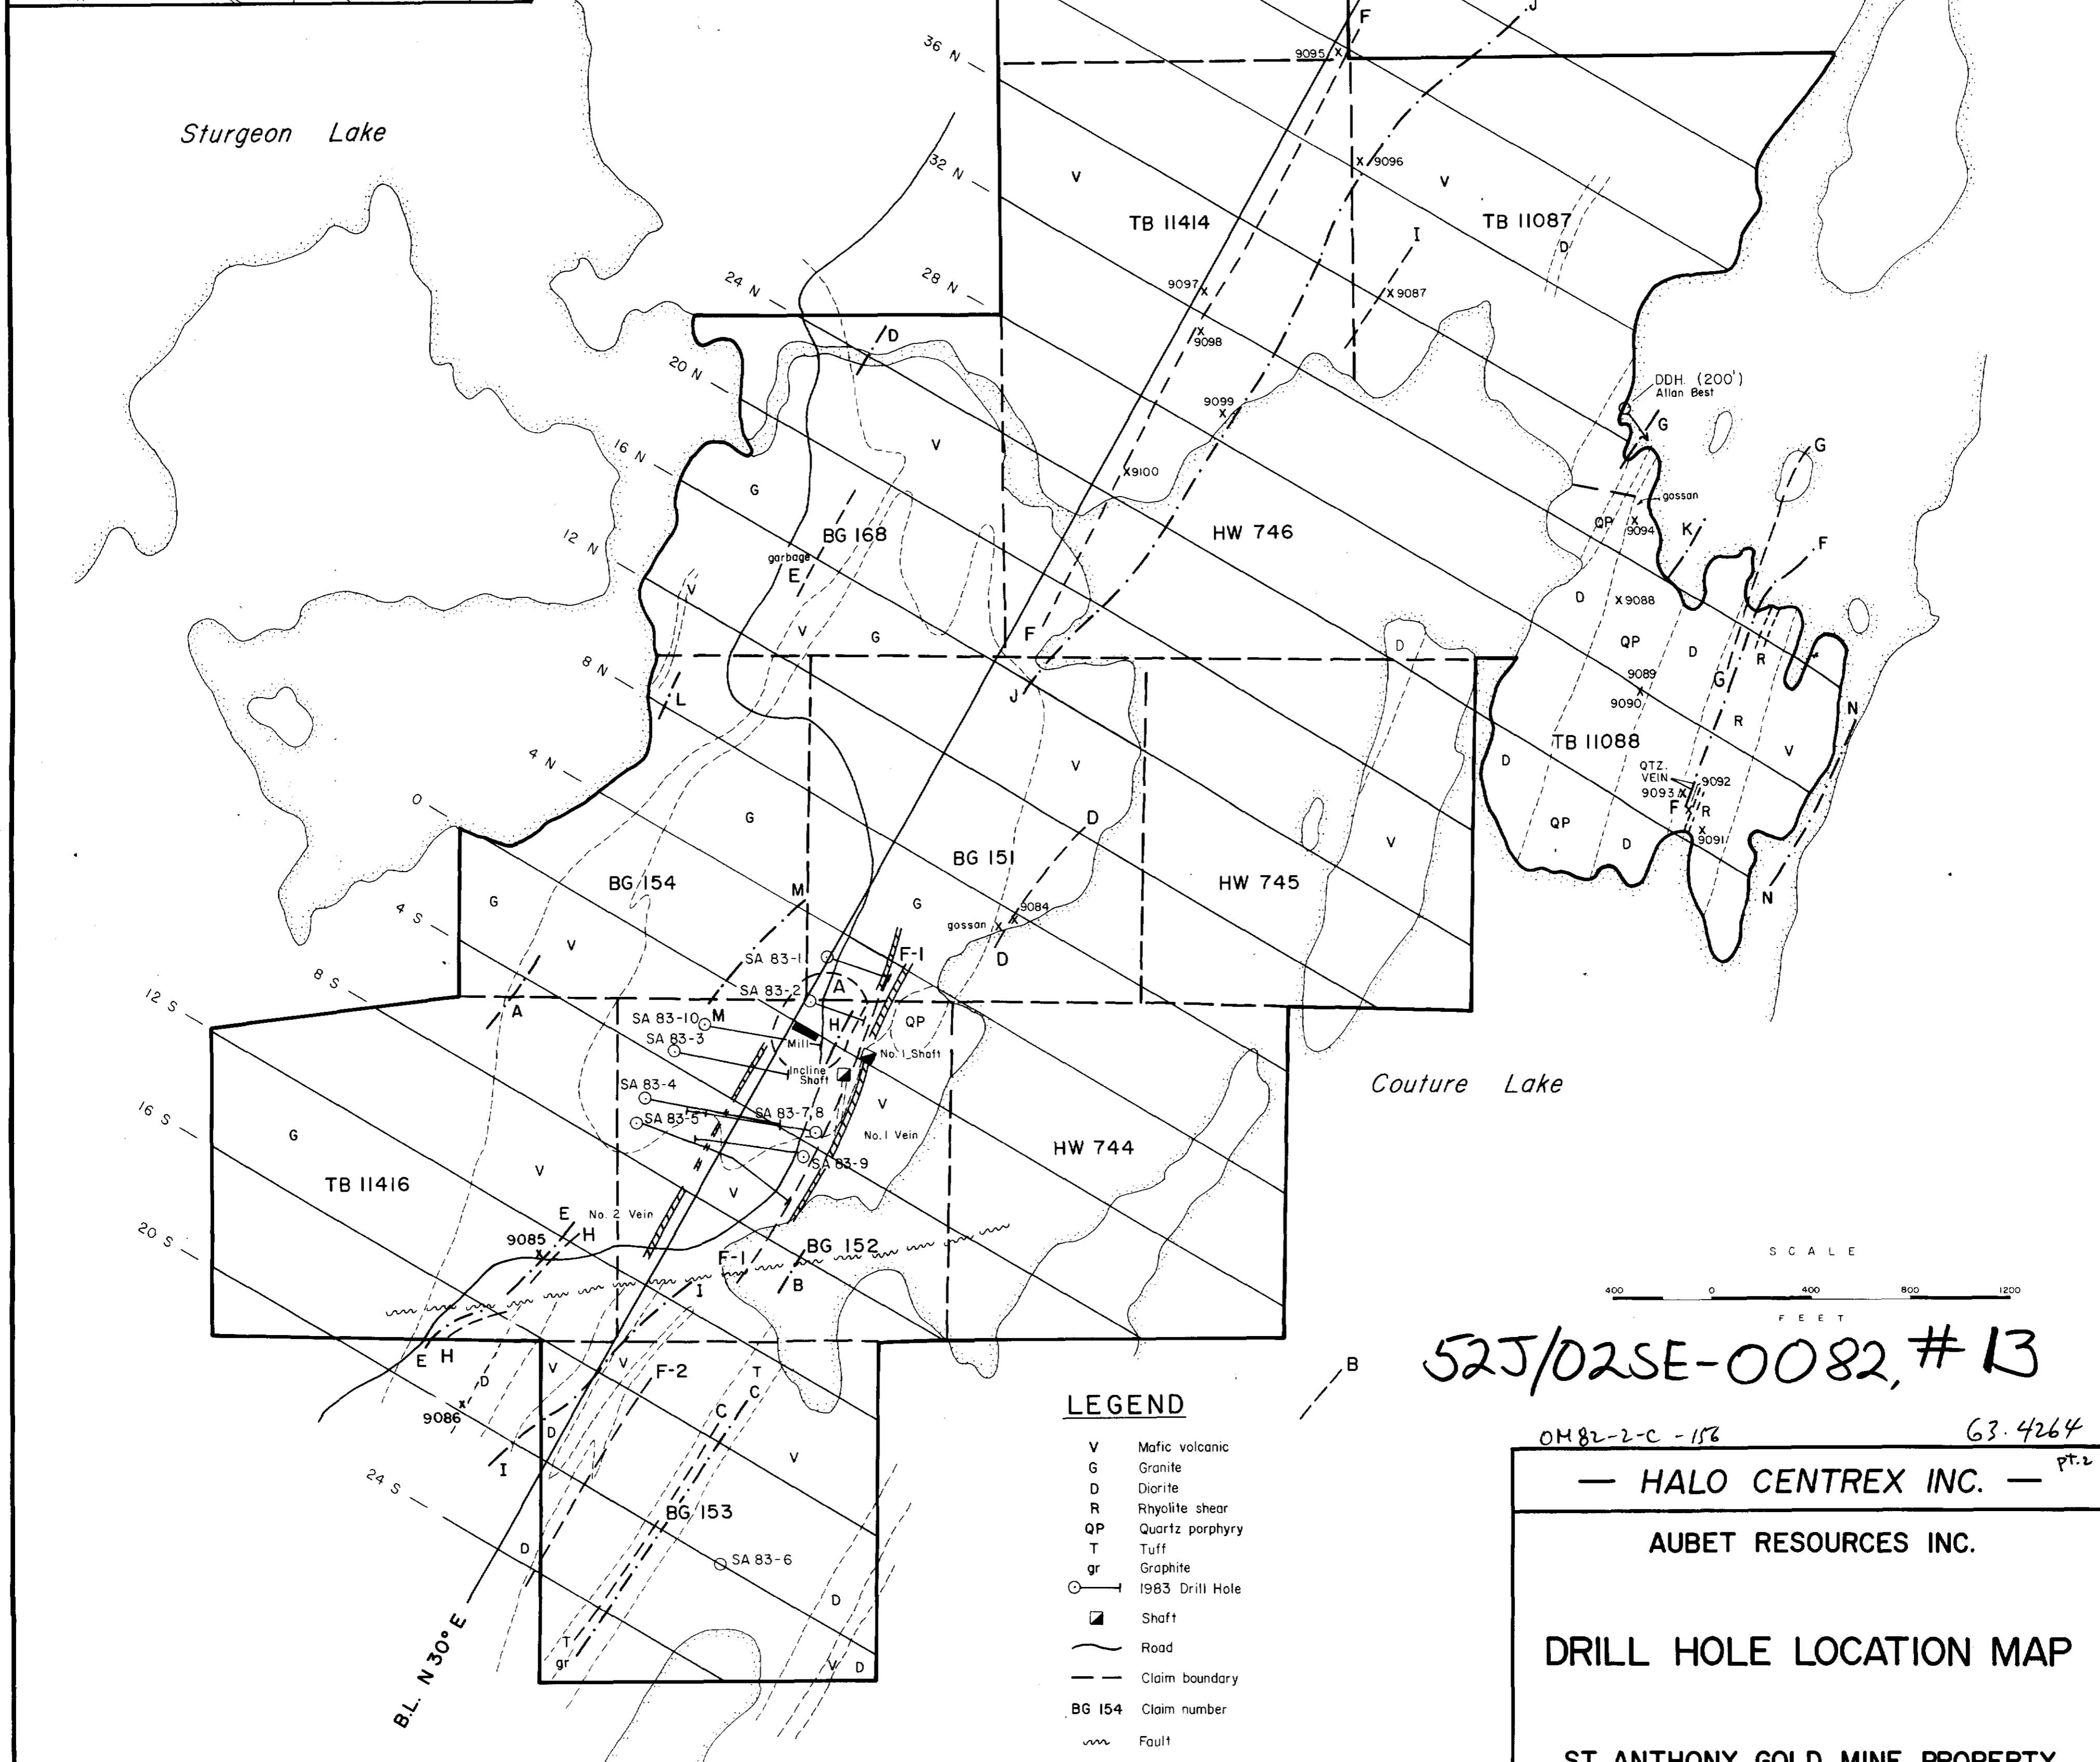 F
J
36 N
9095
Sturgeon Lake
32 N
9096
V
V
TB 11414
TB 11087
I
D
28 N
24 N
9097
9087
D
9098
20 N
DDH. (200')
Allan Best
9099
G
V
G
16 N
9100
G
gossan
BG 168
HW 746
QP
9094
K
12 N
garbage
E
F
V
D
9088
V
G
F
QP
D
D
R
8 N
9089
G
L
J
9090
N
R
TB 11088
V
4 N
V
D
QTZ.
VEIN
9092
9093
O
F
R
G
D
QP
V
D
9091
BG 151
BG 154
HW 745
M
N
G
G
9084
4 S
gossan
V
F-1
SA 83-1
D
8 S
A
SA 83-2
12 S
A
SA 83-10
M
H
QP
SA 83-3
Mill
No. 1 Shaft
Incline
Shaft
Couture Lake
SA 83-4
V
SA 83-7,8
16 S
SA 83-5
G
No. 1 Vein
HW 744
SA 83-9
V
TB 11416
V
E
No. 2 Vein
20 S
H
9085
BG 152
F-1
SCALE
B
I
400 0 400 800 1200
FEET
E H
52J/02SE-0082, # 13
V
V
T
F-2
B
D
C
C
LEGEND
9086
D
OM82-2-C-156
63.4264
pt.2
V Mafic volcanic
V
I
G Granite
— HALO CENTREX INC. —
24 S
D Diorite
BG 153
R Rhyolite shear
QP Quartz porphyry
AUBET RESOURCES INC.
D
T Tuff
SA 83-6
gr Graphite
1983 Drill Hole
D
Shaft
T
Road
DRILL HOLE LOCATION MAP
gr
V D
B.L. N 30° E
Claim boundary
BG 154 Claim number
Fault
ST. ANTHONY GOLD MINE PROPERTY